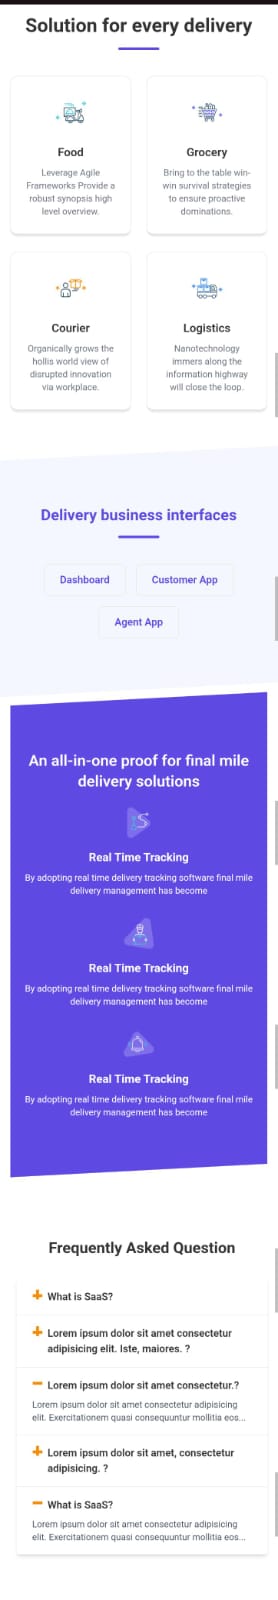 Solution for every delivery
Food
Leverage Agile
Frameworks Provide a
robust synopsis high
level overview.
Grocery
Bring to the table win-
win survival strategies
to ensure proactive
dominations.
Courier
Organically grows the
hollis world view of
disrupted innovation
via workplace.
Logistics
Nanotechnology
immers along the
information highway
will close the loop.
Delivery business interfaces
Dashboard
Customer App
Agent App
An all-in-one proof for final mile
delivery solutions
Real Time Tracking
By adopting real time delivery tracking software final mile
delivery management has become
Real Time Tracking
By adopting real time delivery tracking software final mile
delivery management has become
Real Time Tracking
By adopting real time delivery tracking software final mile
delivery management has become
Frequently Asked Question
What is SaaS?
Lorem ipsum dolor sit amet consectetur
adipisicing elit. Iste, maiores. ?
Lorem ipsum dolor sit amet consectetur.?
Lorem ipsum dolor sit amet consectetur adipisicing
elit. Exercitationem quasi consequuntur mollitia eos...
Lorem ipsum dolor sit amet, consectetur
adipisicing. ?
What is SaaS?
Lorem ipsum dolor sit amet consectetur adipisicing
elit. Exercitationem quasi consequuntur mollitia eos...